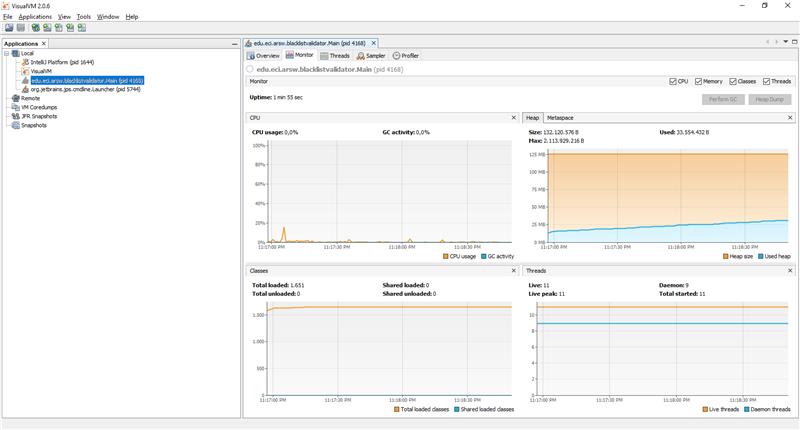 VisualVM 2.0.6
File Applications View Tools Window Help
Applications
Local
IntelliJ Platform (pid 1644)
VisualVM
edu.eci.arsw.blacklistvalidator.Main (pid 4168)
org.jetbrains.jps.cmdline.Launcher (pid 5744)
Remote
VM Coredumps
JFR Snapshots
Snapshots
edu.eci.arsw.blacklistvalidator.Main (pid 4168)
Overview Monitor Threads Sampler Profiler
edu.eci.arsw.blacklistvalidator.Main (pid 4168)
Monitor
CPU Memory Classes Threads
Uptime: 1 min 55 sec
Perform GC Heap Dump
CPU
CPU usage: 0,0% GC activity: 0,0%
100%
80%
60%
40%
20%
0%
11:17:00 PM 11:17:30 PM 11:18:00 PM 11:18:30 PM
CPU usage GC activity
Heap Metaspace
Size: 132.120.576 B Used: 33.554.432 B
Max: 2.113.929.216 B
125 MB
100 MB
75 MB
50 MB
25 MB
0 MB
11:17:00 PM 11:17:30 PM 11:18:00 PM 11:18:30 PM
Heap size Used heap
Classes
Total loaded: 1.651 Shared loaded: 0
Total unloaded: 0 Shared unloaded: 0
1.500
1.000
500
0
11:17:00 PM 11:17:30 PM 11:18:00 PM 11:18:30 PM
Total loaded classes Shared loaded classes
Threads
Live: 11 Daemon: 9
Live peak: 11 Total started: 11
10
8
6
4
2
0
11:17:00 PM 11:17:30 PM 11:18:00 PM 11:18:30 PM
Live threads Daemon threads